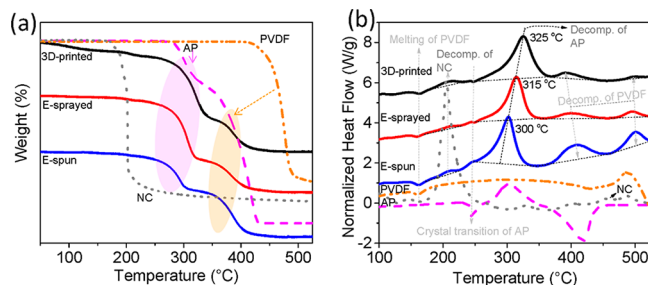 (a)
AP
PVDF
3D-printed
E-sprayed
E-spun
NC
Weight (%)
100 200 300 400 500
Temperature (°C)
(b)
Melting of PVDF
Decomp. of NC
325 °C
Decomp. of
AP
3D-printed
315 °C
E-sprayed
Decomp. of PVDF
300 °C
E-spun
PVDF
AP
NC
Crystal transition of AP
Normalized Heat Flow (W/g)
8
6
4
2
0
-2
100 200 300 400 500
Temperature (°C)